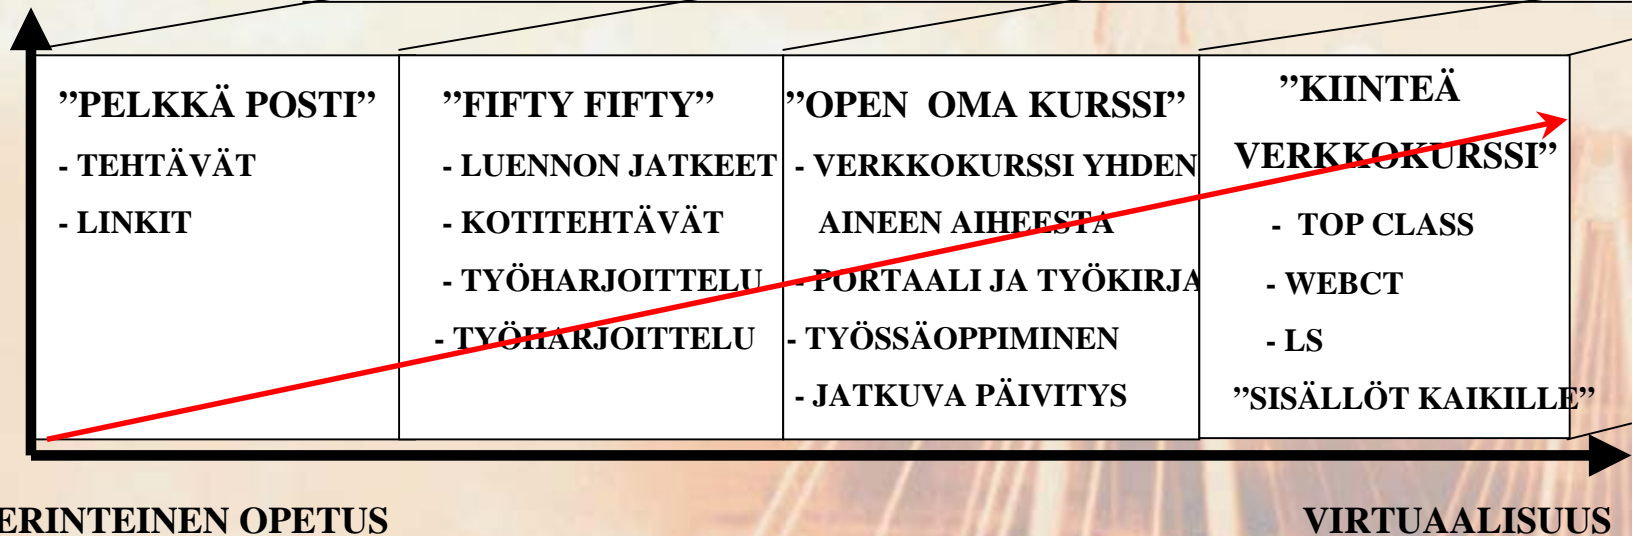 ”PELKKÄ POSTI”
- TEHTÄVÄT
- LINKIT
”FIFTY FIFTY”
- LUENNON JATKEET
- KOTITEHTÄVÄT
- TYÖHARJOITTELU
- TYÖHARJOITTELU
”OPEN OMA KURSSI”
- VERKKOKURSSI YHDEN
AINEEN AIHEESTA
- PORTAALI JA TYÖKIRJA
- TYÖSSÄOPPIMINEN
- JATKUVA PÄIVITYS
”KIINTEÄ
VERKKOKURSSI”
- TOP CLASS
- WEBCT
- LS
”SISÄLLÖT KAIKILLE”
ERINTEINEN OPETUS
VIRTUAALISUUS